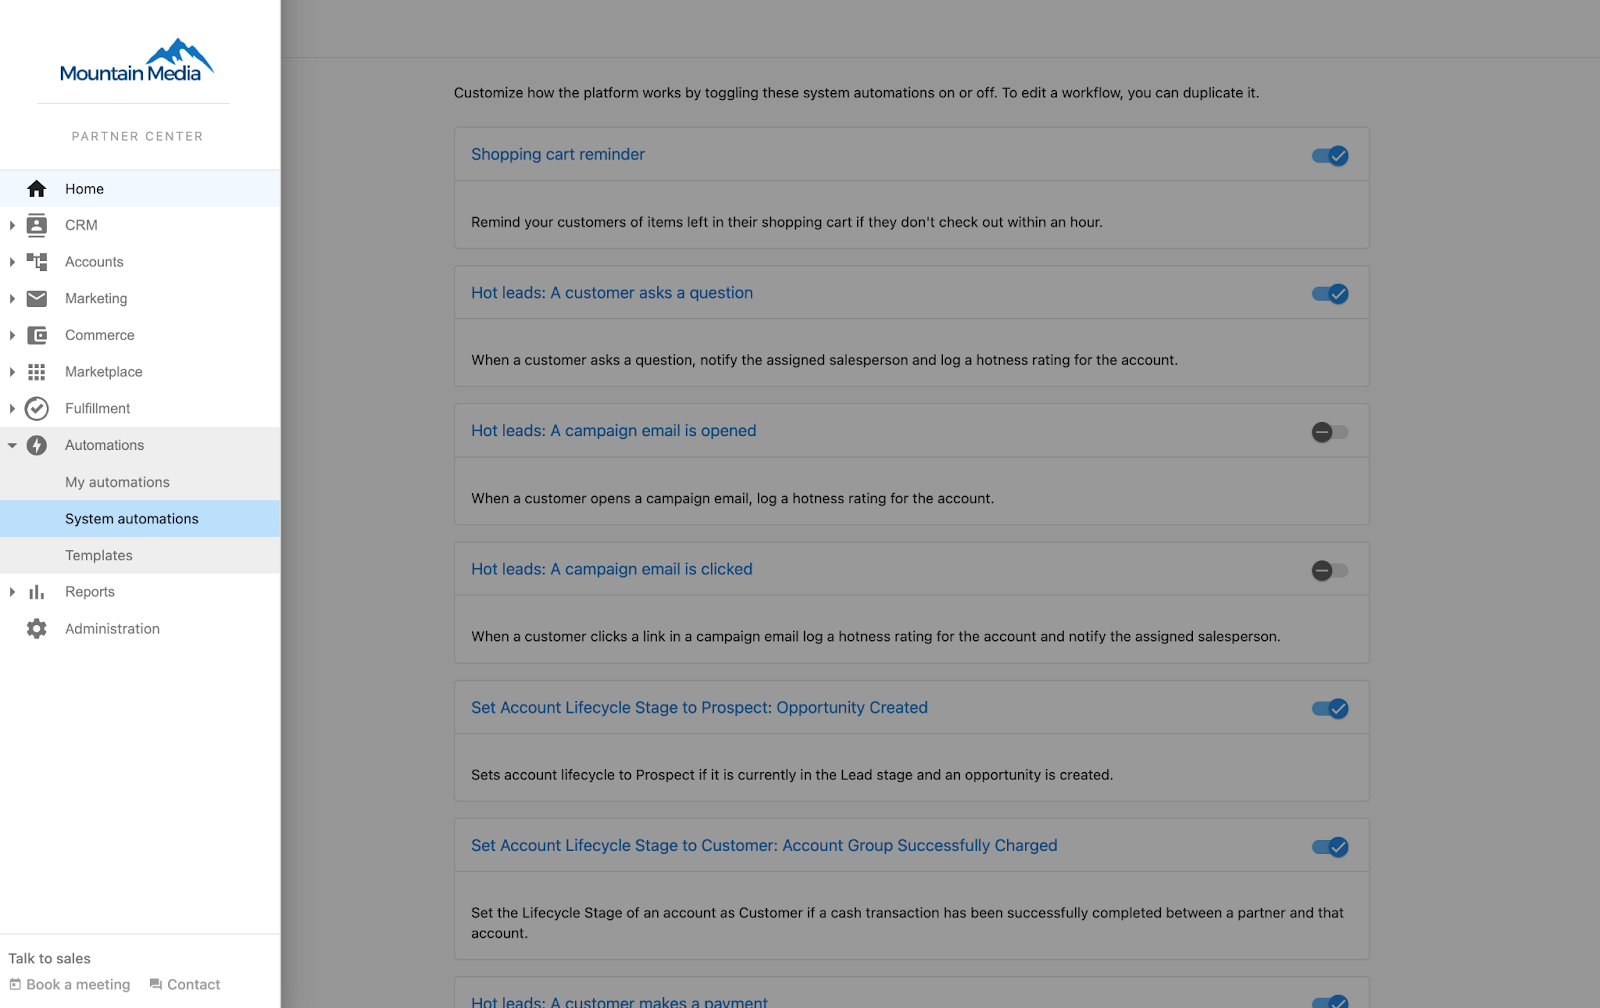 Mountain Media
PARTNER CENTER
Home
CRM
Accounts
Marketing
Commerce
Marketplace
Fulfillment
Automations
My automations
System automations
Templates
Reports
Administration
Talk to sales
Book a meeting
Contact
Customize how the platform works by toggling these system automations on or off. To edit a workflow, you can duplicate it.
Shopping cart reminder
Remind your customers of items left in their shopping cart if they don't check out within an hour.
Hot leads: A customer asks a question
When a customer asks a question, notify the assigned salesperson and log a hotness rating for the account.
Hot leads: A campaign email is opened
When a customer opens a campaign email, log a hotness rating for the account.
Hot leads: A campaign email is clicked
When a customer clicks a link in a campaign email log a hotness rating for the account and notify the assigned salesperson.
Set Account Lifecycle Stage to Prospect: Opportunity Created
Sets account lifecycle to Prospect if it is currently in the Lead stage and an opportunity is created.
Set Account Lifecycle Stage to Customer: Account Group Successfully Charged
Set the Lifecycle Stage of an account as Customer if a cash transaction has been successfully completed between a partner and that
account.
Hot leads: A customer makes a payment